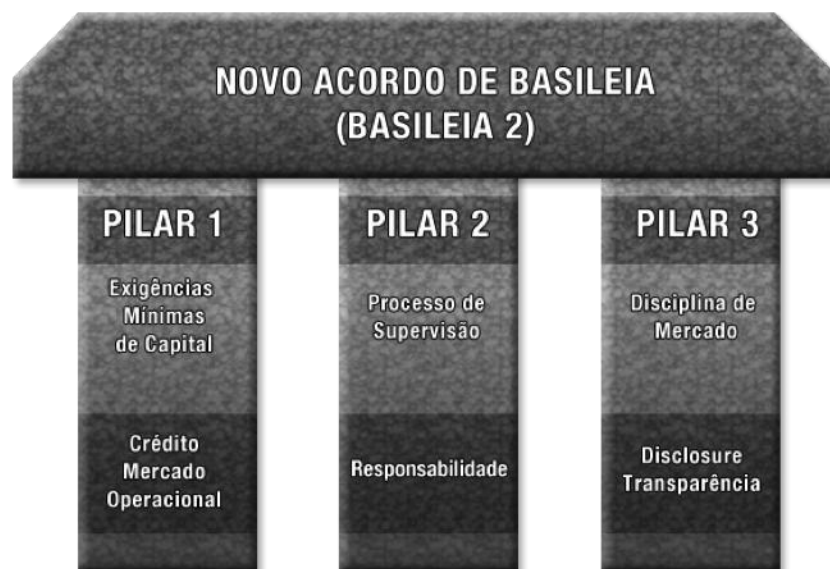 NOVO ACORDO DE BASILEIA
(BASILEIA 2)
PILAR 1
Exigências
Mínimas
de Capital
Crédito
Mercado
Operacional
PILAR 2
Processo de
Supervisão
Responsabilidade
PILAR 3
Disciplina de
Mercado
Disclosure
Transparência